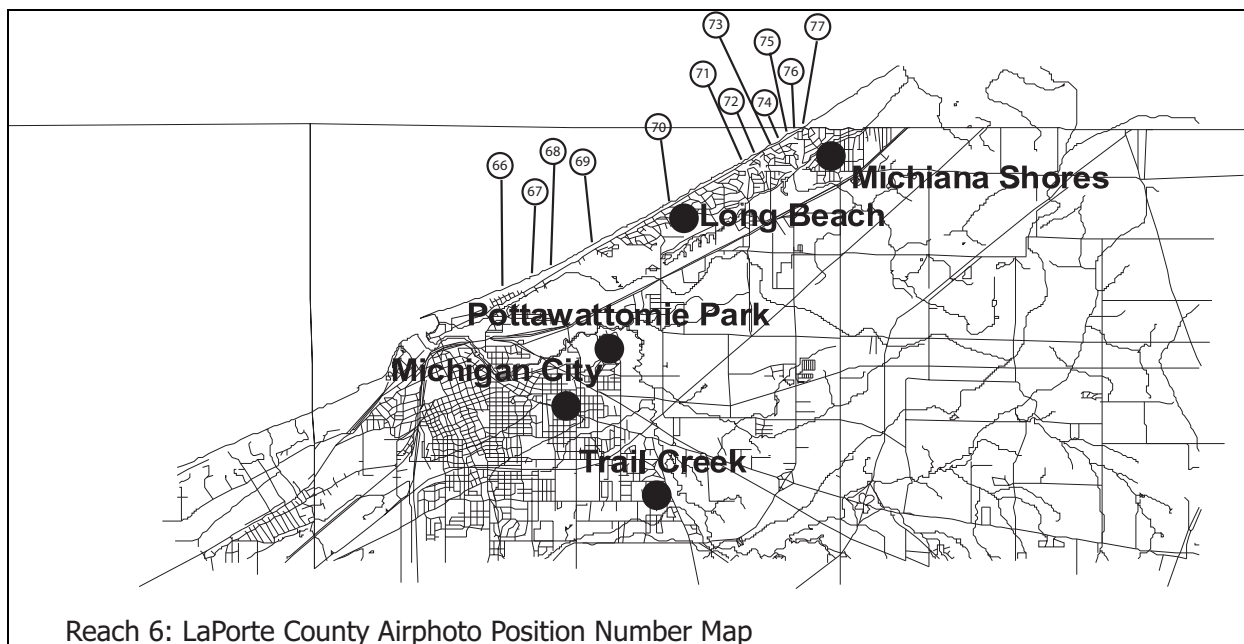 73
77
75
71
76
72
74
70
68
69
66
67
Michiana Shores
Long Beach
Pottawattomie Park
Michigan City
Trail Creek
Reach 6: LaPorte County Airphoto Position Number Map